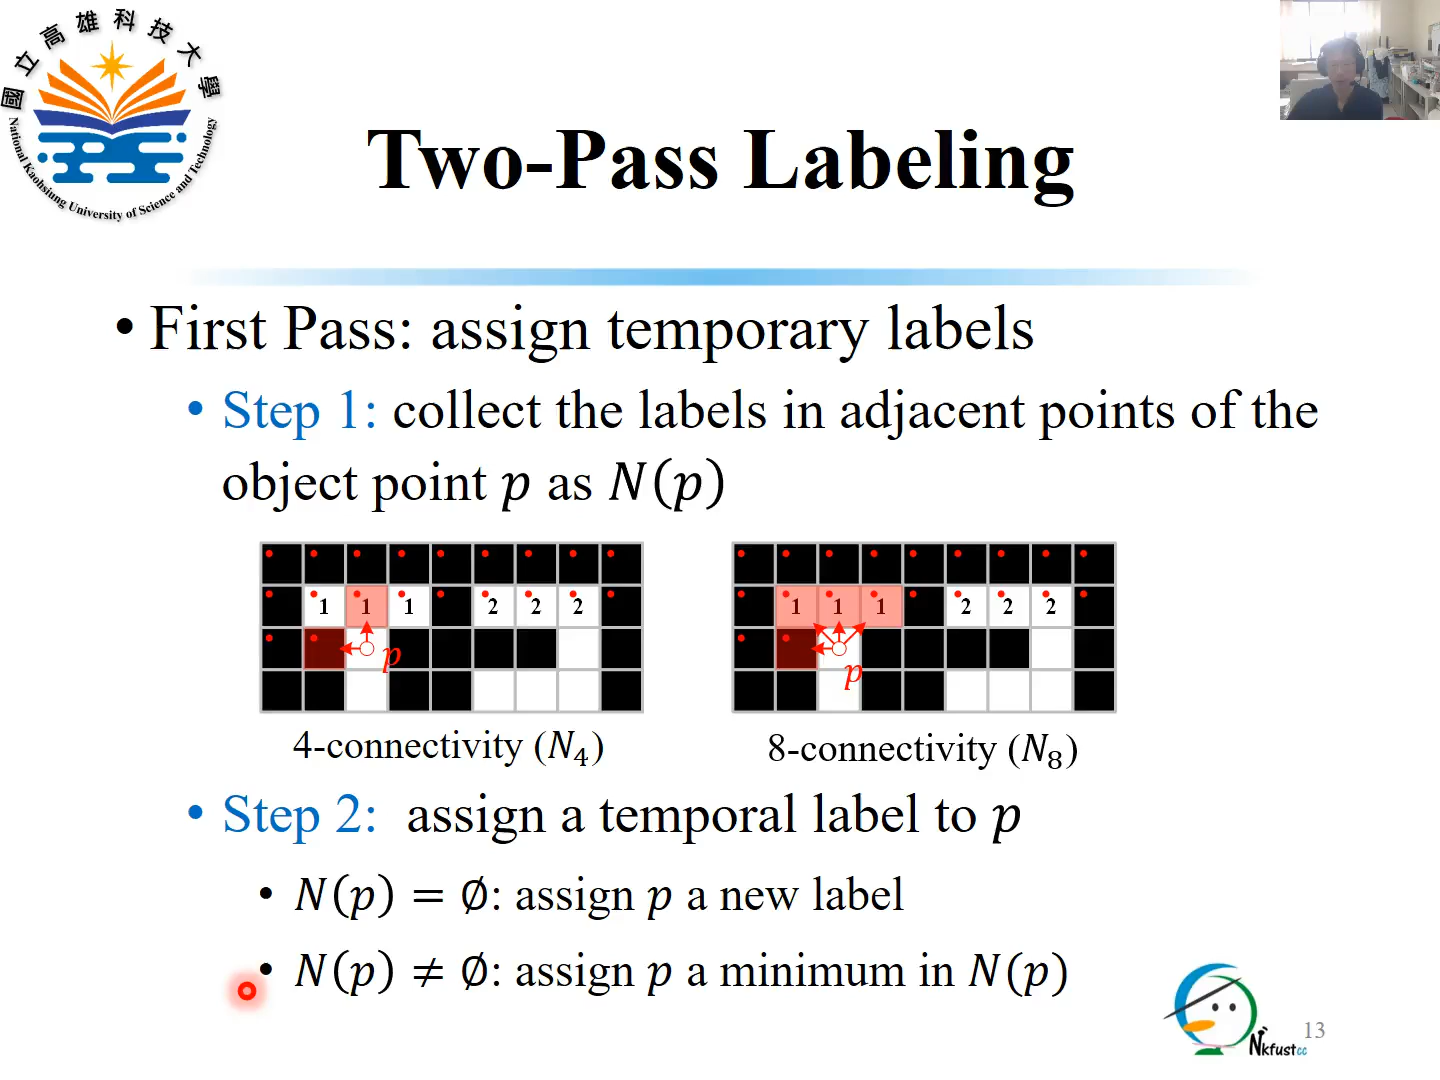 國立高雄科技大學
National Kaohsiung University of Science and Technology
Two-Pass Labeling
• First Pass: assign temporary labels
• Step 1: collect the labels in adjacent points of the
object point p as N(p)
1 1 1 2 2 2
p
4-connectivity (N₄)
1 1 1 2 2 2
p
8-connectivity (N₈)
• Step 2: assign a temporal label to p
• N(p) = ∅: assign p a new label
• N(p) ≠ ∅: assign p a minimum in N(p)
Nkfustcc
13